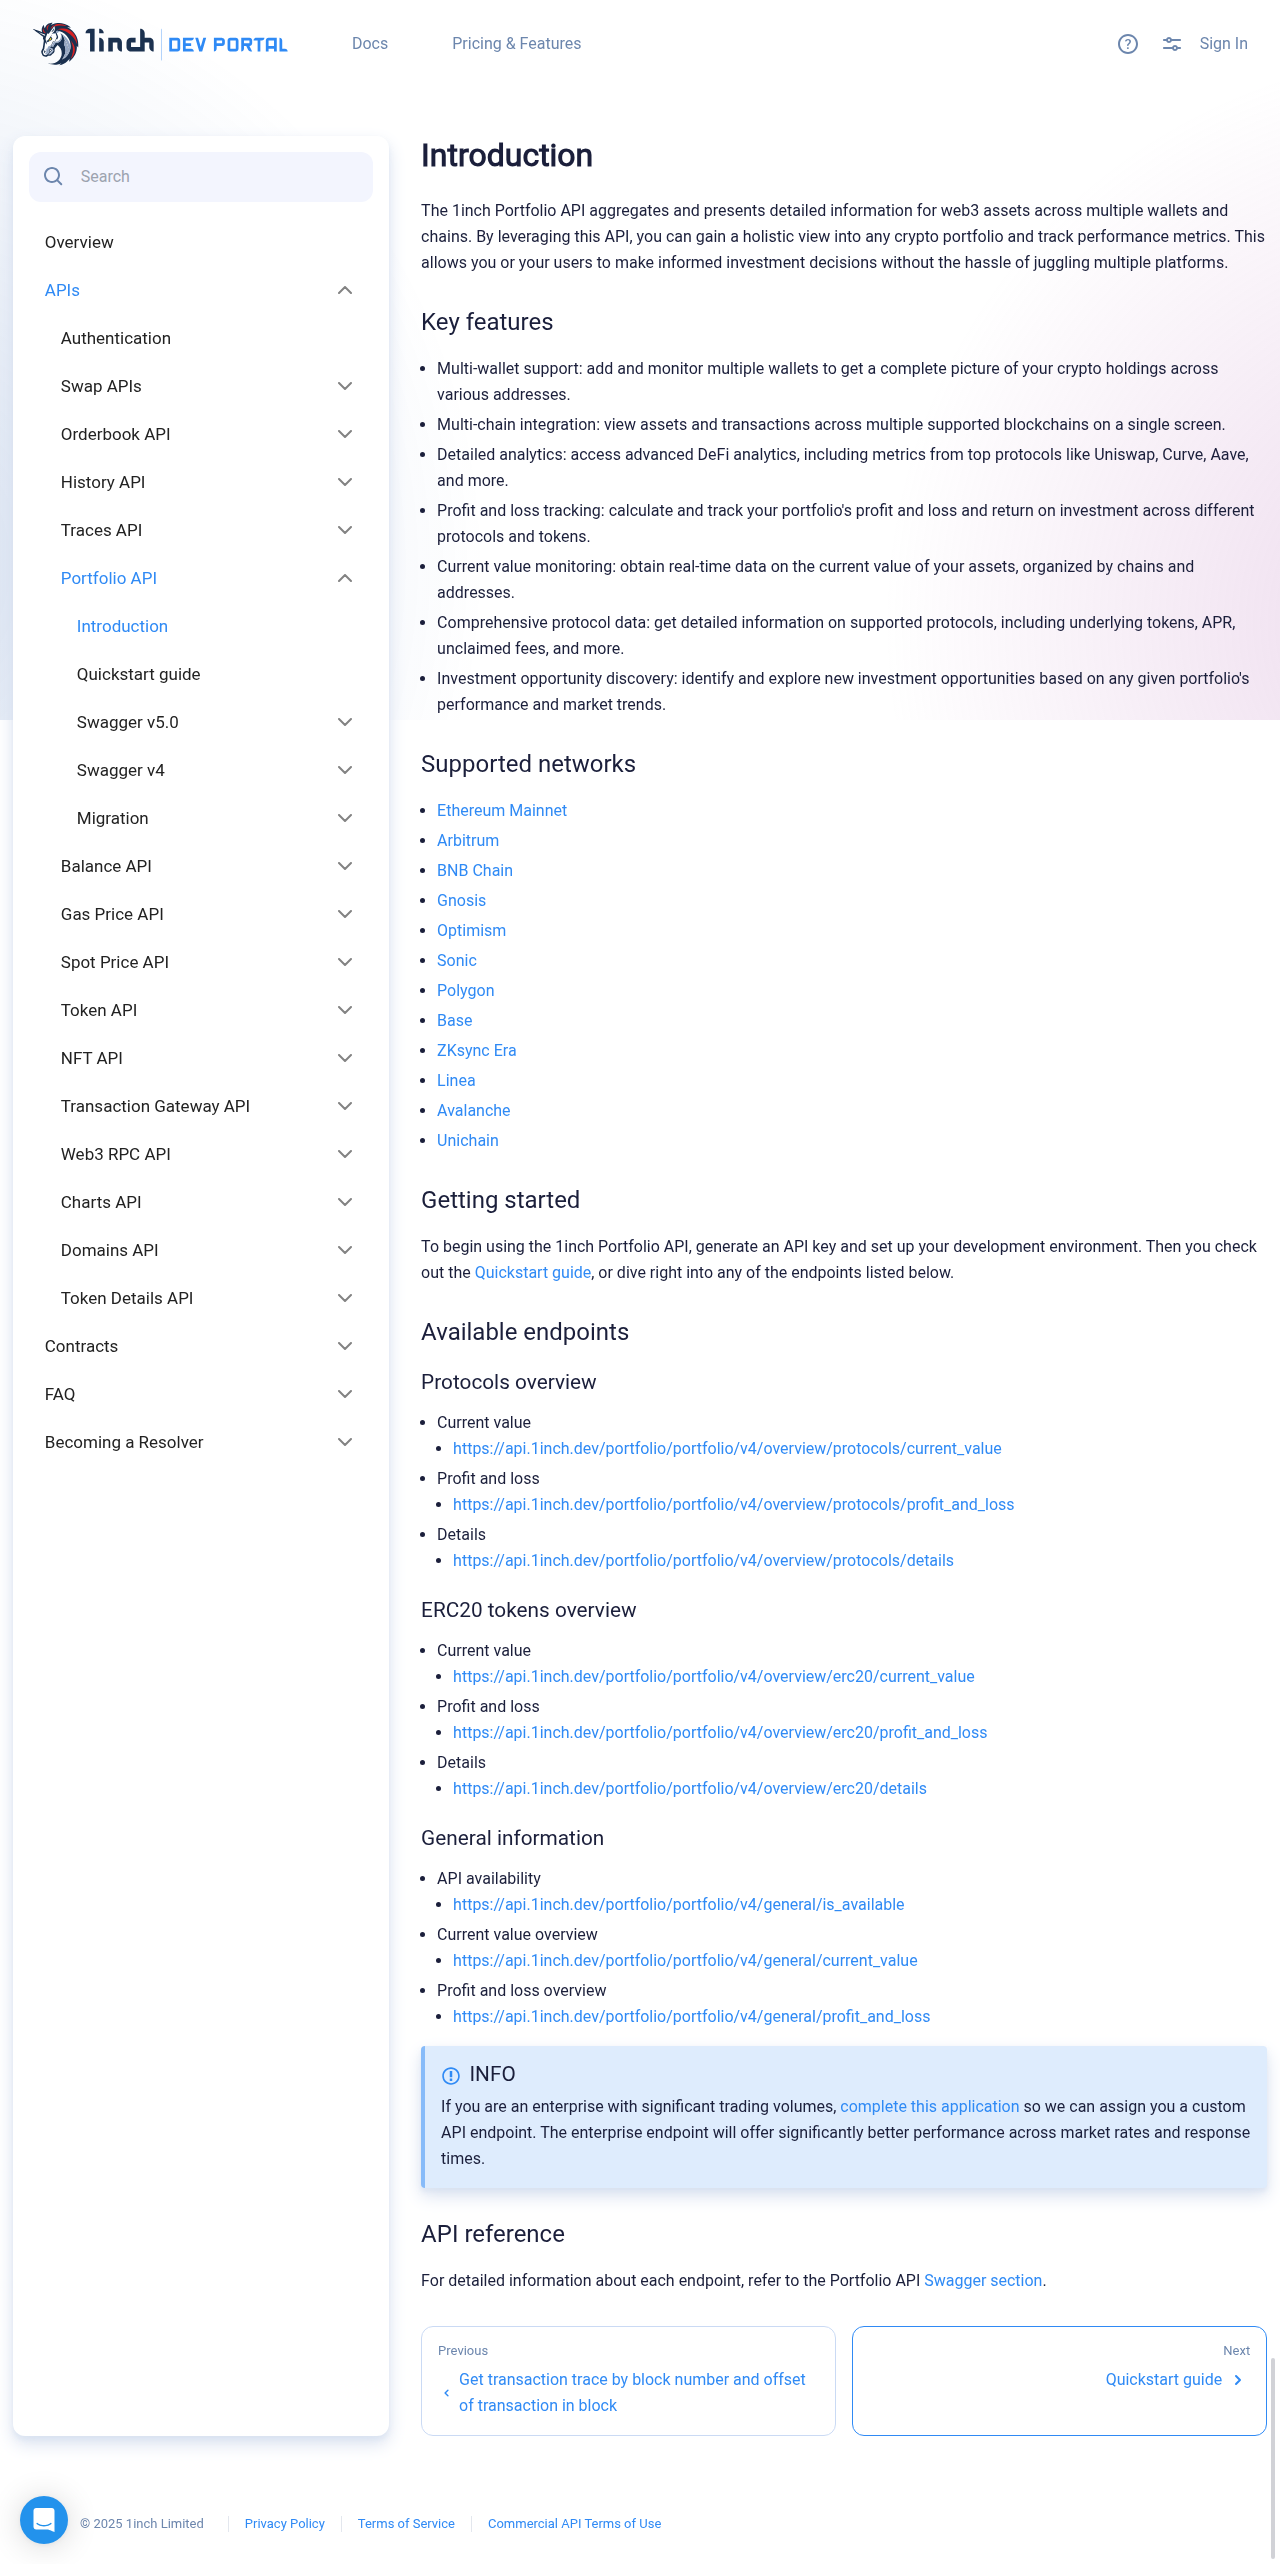 1inch DEV PORTAL
Docs
Pricing & Features
Sign In
Search
Overview
APIs
Authentication
Swap APIs
Orderbook API
History API
Traces API
Portfolio API
Introduction
Quickstart guide
Swagger v5.0
Swagger v4
Migration
Balance API
Gas Price API
Spot Price API
Token API
NFT API
Transaction Gateway API
Web3 RPC API
Charts API
Domains API
Token Details API
Contracts
FAQ
Becoming a Resolver
Introduction
The 1inch Portfolio API aggregates and presents detailed information for web3 assets across multiple wallets and
chains. By leveraging this API, you can gain a holistic view into any crypto portfolio and track performance metrics. This
allows you or your users to make informed investment decisions without the hassle of juggling multiple platforms.
Key features
Multi-wallet support: add and monitor multiple wallets to get a complete picture of your crypto holdings across
various addresses.
Multi-chain integration: view assets and transactions across multiple supported blockchains on a single screen.
Detailed analytics: access advanced DeFi analytics, including metrics from top protocols like Uniswap, Curve, Aave,
and more.
Profit and loss tracking: calculate and track your portfolio's profit and loss and return on investment across different
protocols and tokens.
Current value monitoring: obtain real-time data on the current value of your assets, organized by chains and
addresses.
Comprehensive protocol data: get detailed information on supported protocols, including underlying tokens, APR,
unclaimed fees, and more.
Investment opportunity discovery: identify and explore new investment opportunities based on any given portfolio's
performance and market trends.
Supported networks
Ethereum Mainnet
Arbitrum
BNB Chain
Gnosis
Optimism
Sonic
Polygon
Base
ZKsync Era
Linea
Avalanche
Unichain
Getting started
To begin using the 1inch Portfolio API, generate an API key and set up your development environment. Then you check
out the Quickstart guide, or dive right into any of the endpoints listed below.
Available endpoints
Protocols overview
Current value
https://api.1inch.dev/portfolio/portfolio/v4/overview/protocols/current_value
Profit and loss
https://api.1inch.dev/portfolio/portfolio/v4/overview/protocols/profit_and_loss
Details
https://api.1inch.dev/portfolio/portfolio/v4/overview/protocols/details
ERC20 tokens overview
Current value
https://api.1inch.dev/portfolio/portfolio/v4/overview/erc20/current_value
Profit and loss
https://api.1inch.dev/portfolio/portfolio/v4/overview/erc20/profit_and_loss
Details
https://api.1inch.dev/portfolio/portfolio/v4/overview/erc20/details
General information
API availability
https://api.1inch.dev/portfolio/portfolio/v4/general/is_available
Current value overview
https://api.1inch.dev/portfolio/portfolio/v4/general/current_value
Profit and loss overview
https://api.1inch.dev/portfolio/portfolio/v4/general/profit_and_loss
INFO
If you are an enterprise with significant trading volumes, complete this application so we can assign you a custom
API endpoint. The enterprise endpoint will offer significantly better performance across market rates and response
times.
API reference
For detailed information about each endpoint, refer to the Portfolio API Swagger section.
Previous
Get transaction trace by block number and offset
of transaction in block
Next
Quickstart guide
© 2025 1inch Limited
Privacy Policy
Terms of Service
Commercial API Terms of Use